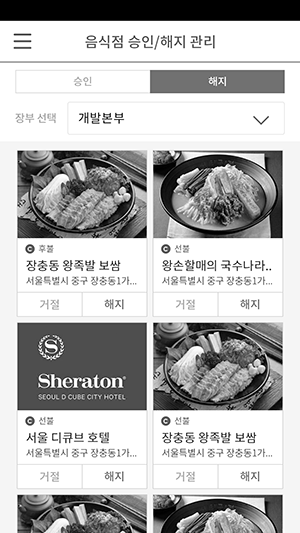 음식점 승인/해지 관리
승인 해지
장부 선택 개발본부
C 후불
장충동 왕족발 보쌈
서울특별시 중구 장충동1가...
거절 해지
C 선불
왕손할매의 국수나라..
서울특별시 중구 장충동1가...
거절 해지
S
Sheraton®
SEOUL D CUBE CITY HOTEL
C 선불
서울 디큐브 호텔
서울특별시 중구 장충동1가...
거절 해지
C 선불
장충동 왕족발 보쌈
서울특별시 중구 장충동1가...
거절 해지